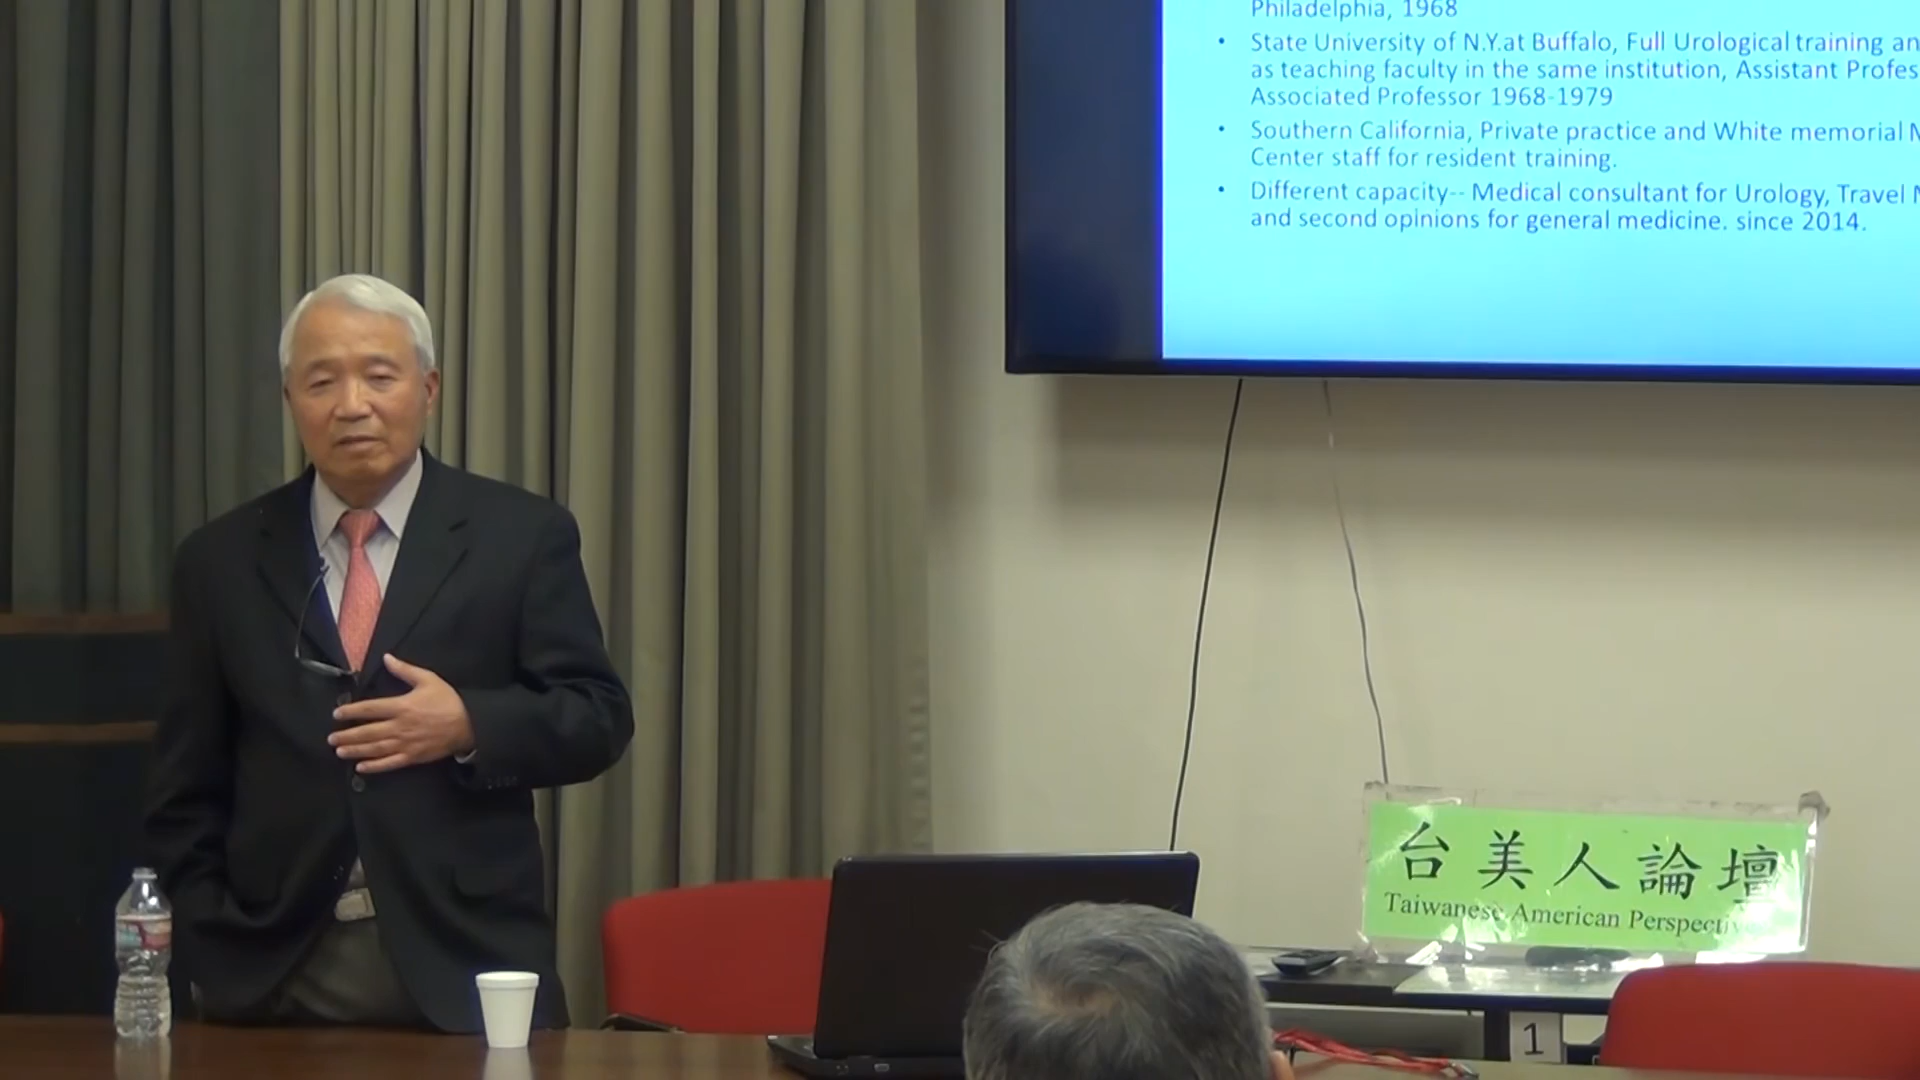 Philadelphia, 1968
• State University of N.Y.at Buffalo, Full Urological training an
as teaching faculty in the same institution, Assistant Profes
Associated Professor 1968-1979
• Southern California, Private practice and White memorial M
Center staff for resident training.
• Different capacity-- Medical consultant for Urology, Travel M
and second opinions for general medicine. since 2014.
台美人論壇
Taiwanese American Perspectiv
1